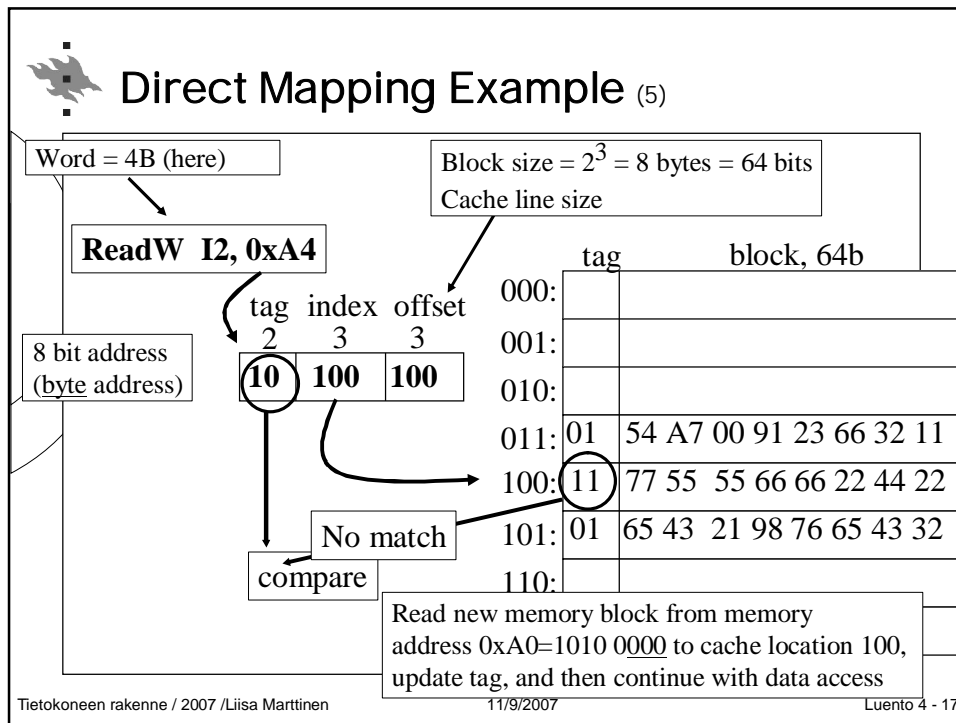 Direct Mapping Example (5)
Word = 4B (here)
Block size = 2^3 = 8 bytes = 64 bits
Cache line size
ReadW I2, 0xA4
tag block, 64b
tag index offset
2 3 3
8 bit address
(byte address)
10 100 100
000:
001:
010:
011: 01 54 A7 00 91 23 66 32 11
100: 11 77 55 55 66 66 22 44 22
101: 01 65 43 21 98 76 65 43 32
110:
No match
compare
Read new memory block from memory
address 0xA0=1010 0000 to cache location 100,
update tag, and then continue with data access
Tietokoneen rakenne / 2007 /Liisa Marttinen 11/9/2007 Luento 4 - 17